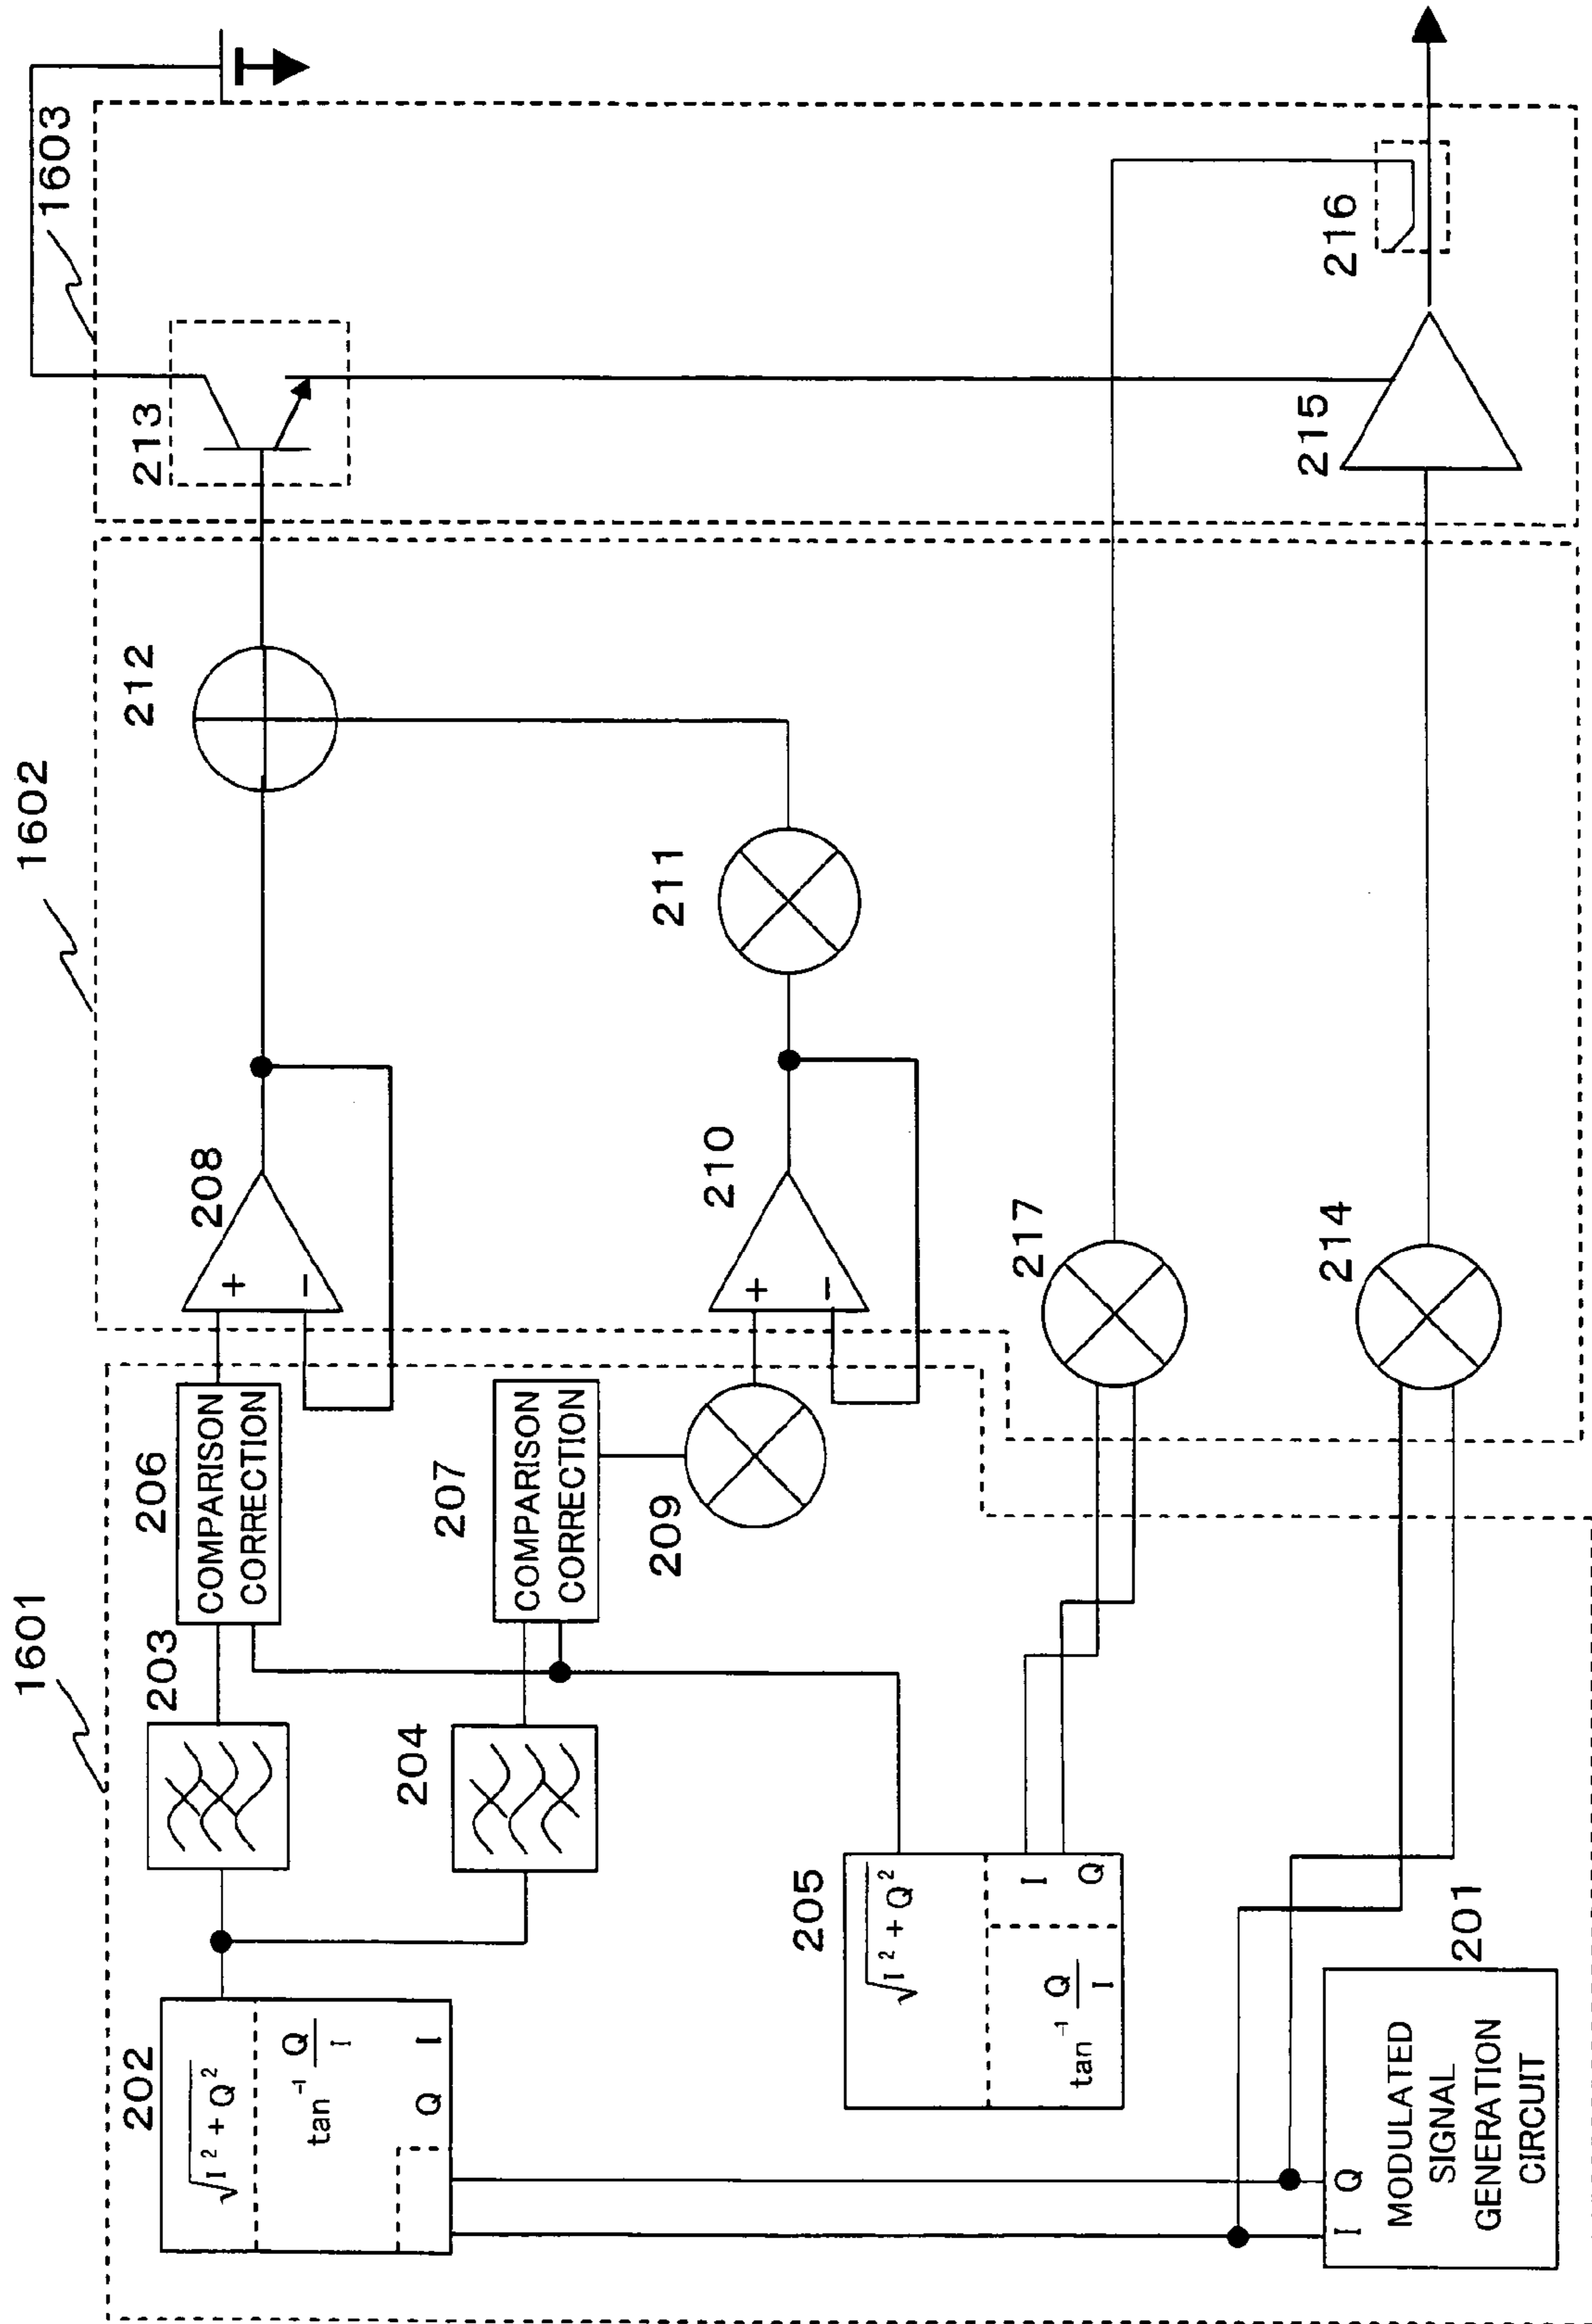 1601
1602
1603
202
√I² + Q²
tan⁻¹ Q/I
Q I
203
204
206
COMPARISON
CORRECTION
207
COMPARISON
CORRECTION
208
+
−
209
210
+
−
211
212
213
205
√I² + Q²
tan⁻¹ Q/I
I
Q
217
214
215
216
201
I Q
MODULATED
SIGNAL
GENERATION
CIRCUIT